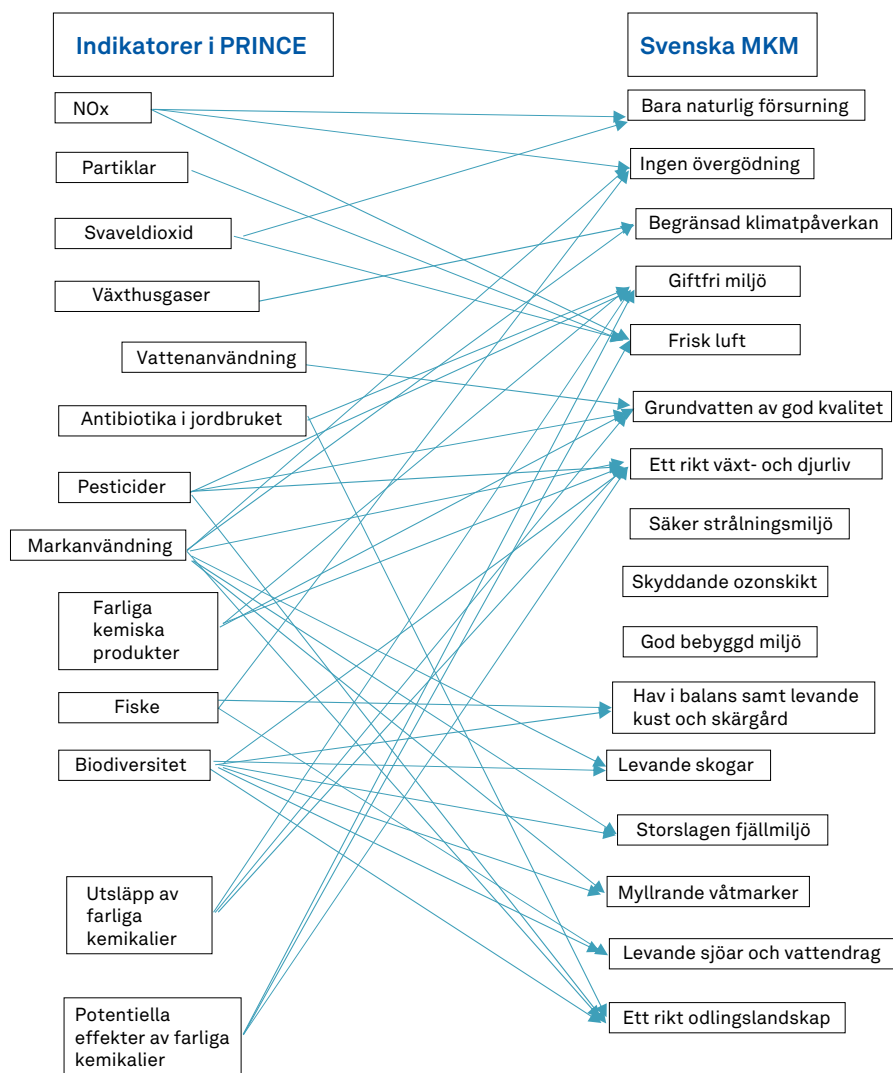 Indikatorer i PRINCE
NOx
Partiklar
Svaveldioxid
Växthusgaser
Vattenanvändning
Antibiotika i jordbruket
Pesticider
Markanvändning
Farliga
kemiska
produkter
Fiske
Biodiversitet
Utsläpp av
farliga
kemikalier
Potentiella
effekter av farliga
kemikalier
Svenska MKM
Bara naturlig försurning
Ingen övergödning
Begränsad klimatpåverkan
Giftfri miljö
Frisk luft
Grundvatten av god kvalitet
Ett rikt växt- och djurliv
Säker strålningsmiljö
Skyddande ozonskikt
God bebyggd miljö
Hav i balans samt levande
kust och skärgård
Levande skogar
Storslagen fjällmiljö
Myllrande våtmarker
Levande sjöar och vattendrag
Ett rikt odlingslandskap